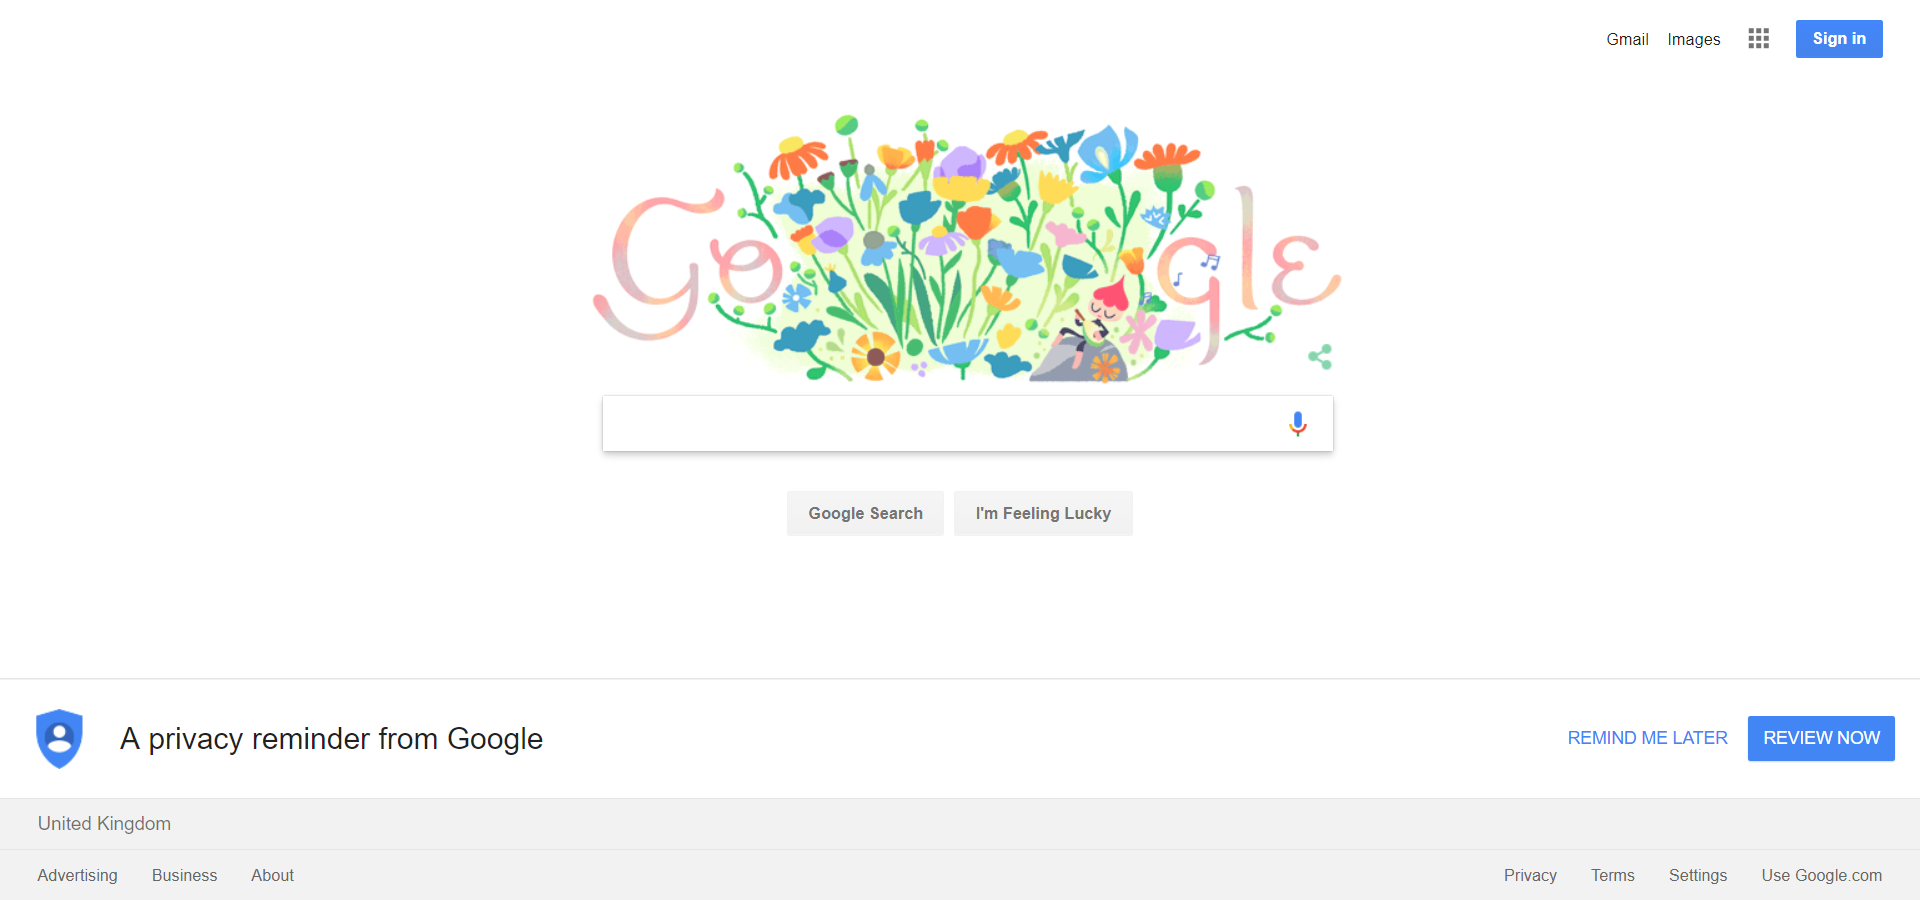 Gmail Images Sign in
Google
Google Search I'm Feeling Lucky
A privacy reminder from Google
REMIND ME LATER REVIEW NOW
United Kingdom
Advertising Business About Privacy Terms Settings Use Google.com